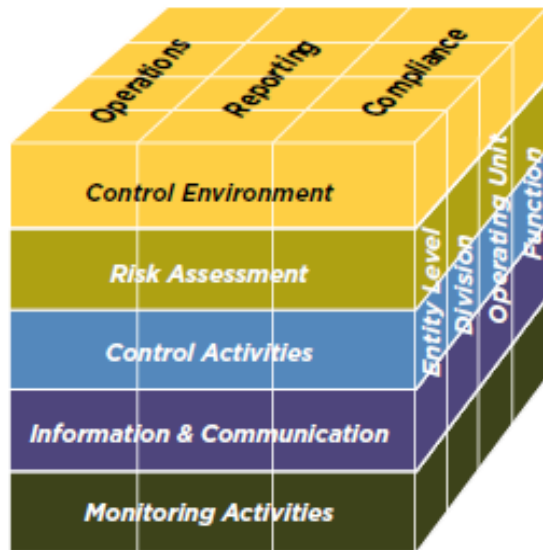 Operations
Reporting
Compliance
Control Environment
Risk Assessment
Control Activities
Information & Communication
Monitoring Activities
Entity Level
Division
Operating Unit
Function